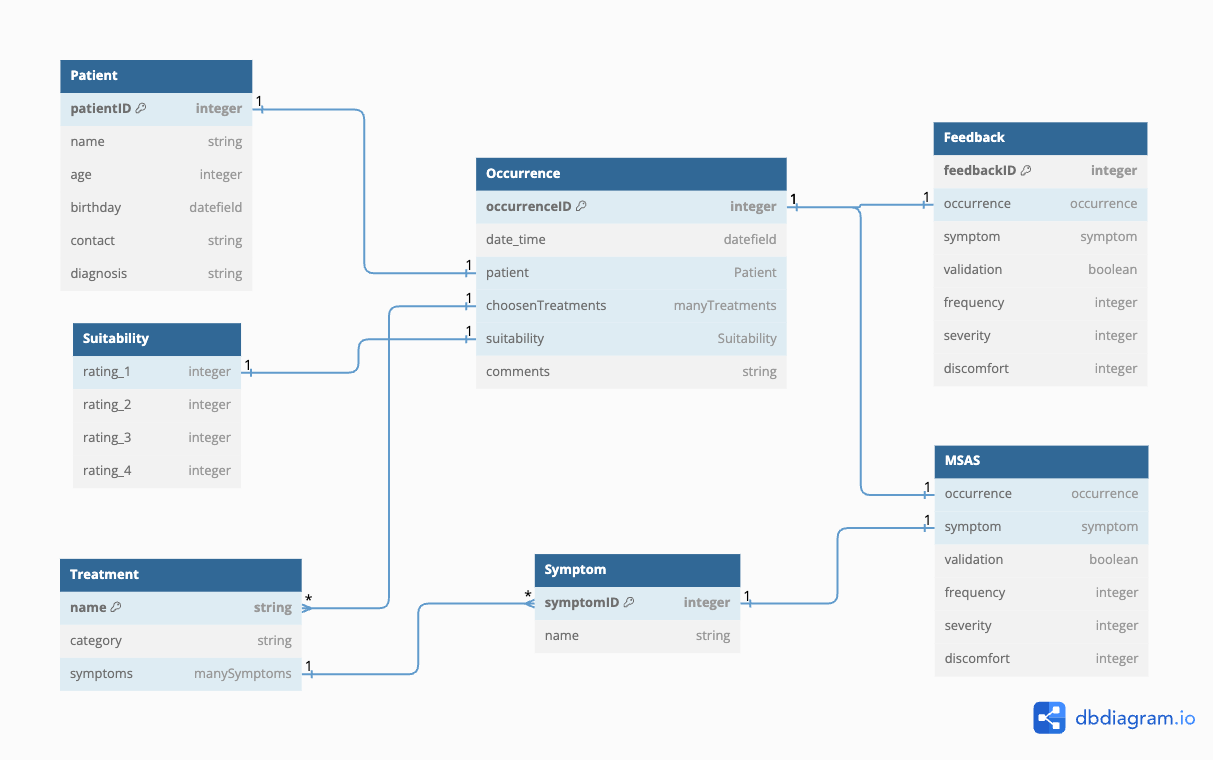 Patient
patientID integer
name string
age integer
birthday datefield
contact string
diagnosis string
Suitability
rating_1 integer
rating_2 integer
rating_3 integer
rating_4 integer
Treatment
name string
category string
symptoms manySymptoms
Occurrence
occurrenceID integer
date_time datefield
patient Patient
choosenTreatments manyTreatments
suitability Suitability
comments string
Symptom
symptomID integer
name string
Feedback
feedbackID integer
occurrence occurrence
symptom symptom
validation boolean
frequency integer
severity integer
discomfort integer
MSAS
occurrence occurrence
symptom symptom
validation boolean
frequency integer
severity integer
discomfort integer
1
1
1
1
1
*
1
*
1
1
1
1
1
dbdiagram.io